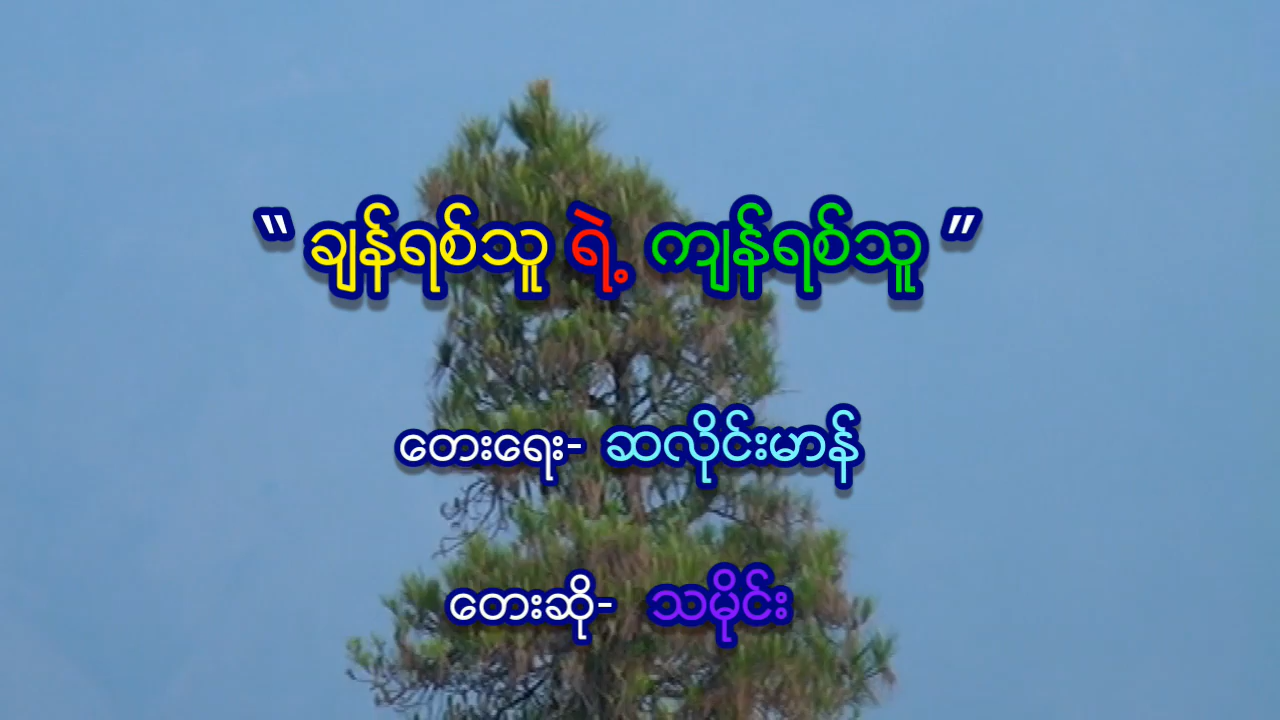 “ ချန်ရစ်သူ ရဲ့ ကျန်ရစ်သူ ”
တေးရေး- ဆလိုင်းမာန်
တေးဆို- သမိုင်း